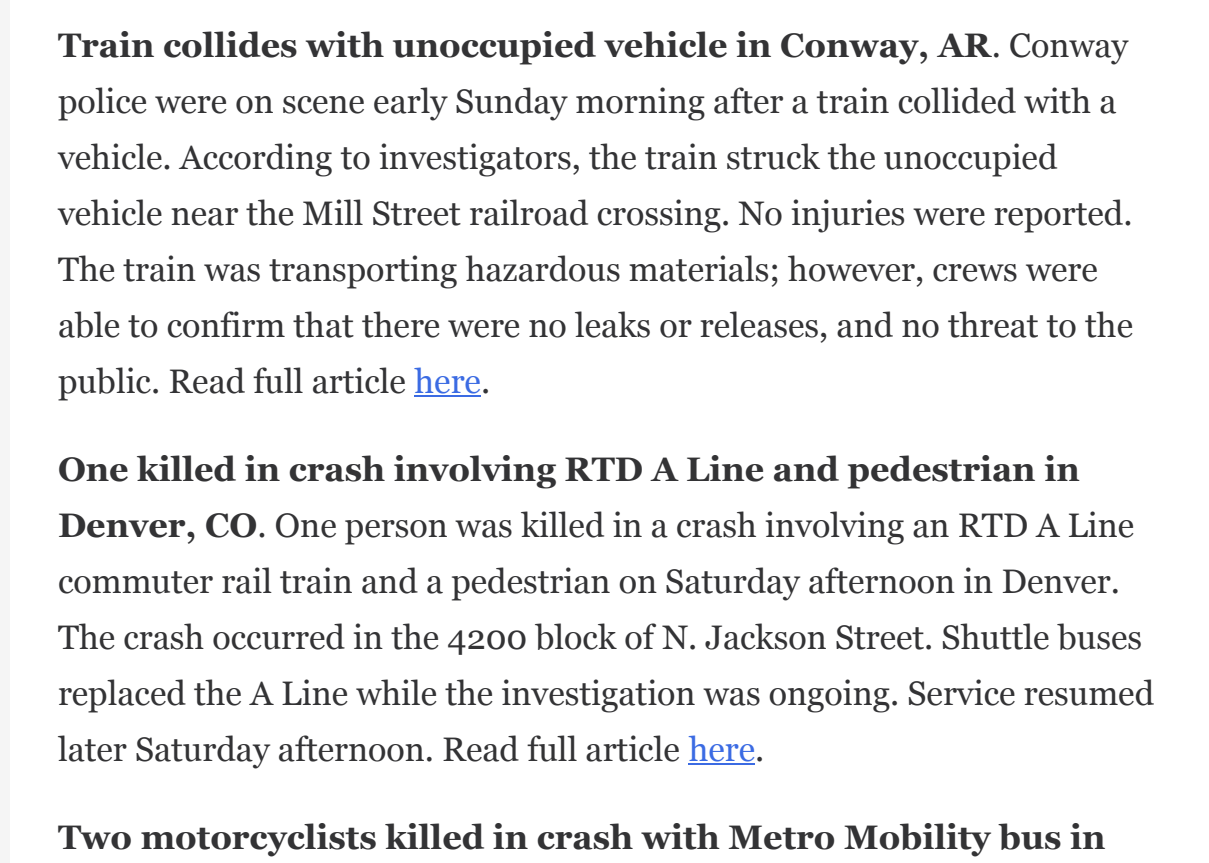 Train collides with unoccupied vehicle in Conway, AR. Conway
police were on scene early Sunday morning after a train collided with a
vehicle. According to investigators, the train struck the unoccupied
vehicle near the Mill Street railroad crossing. No injuries were reported.
The train was transporting hazardous materials; however, crews were
able to confirm that there were no leaks or releases, and no threat to the
public. Read full article here.
One killed in crash involving RTD A Line and pedestrian in
Denver, CO. One person was killed in a crash involving an RTD A Line
commuter rail train and a pedestrian on Saturday afternoon in Denver.
The crash occurred in the 4200 block of N. Jackson Street. Shuttle buses
replaced the A Line while the investigation was ongoing. Service resumed
later Saturday afternoon. Read full article here.
Two motorcyclists killed in crash with Metro Mobility bus in